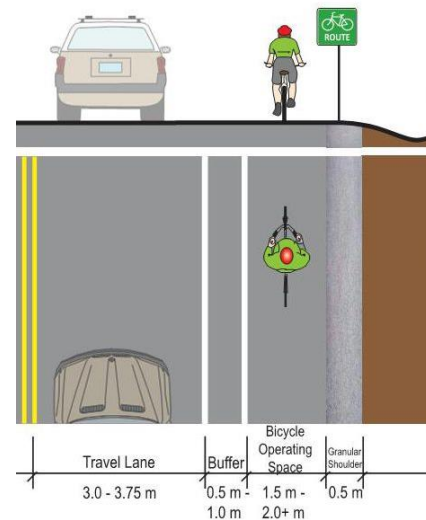 ROUTE
Travel Lane
Buffer
Bicycle
Operating
Space
Granular
Shoulder
3.0 - 3.75 m
0.5 m -
1.0 m
1.5 m -
2.0+ m
0.5 m